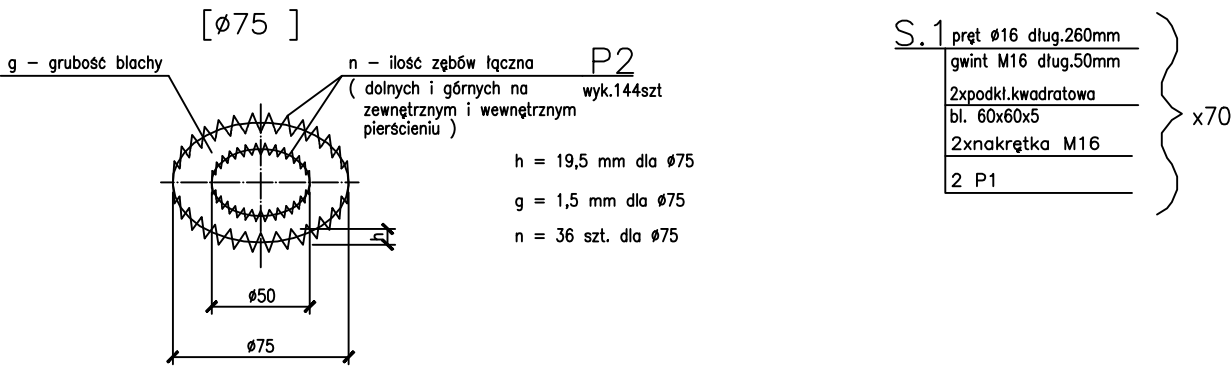 [ø75 ]
g - grubość blachy
n - ilość zębów łączna
( dolnych i górnych na
zewnętrznym i wewnętrznym
pierścieniu )
P2
wyk.144szt
h = 19,5 mm dla ø75
g = 1,5 mm dla ø75
n = 36 szt. dla ø75
h
ø50
ø75
S.1 pręt ø16 dług.260mm
gwint M16 dług.50mm
2xpodkł.kwadratowa
bl. 60x60x5
2xnakrętka M16
2 P1
x70